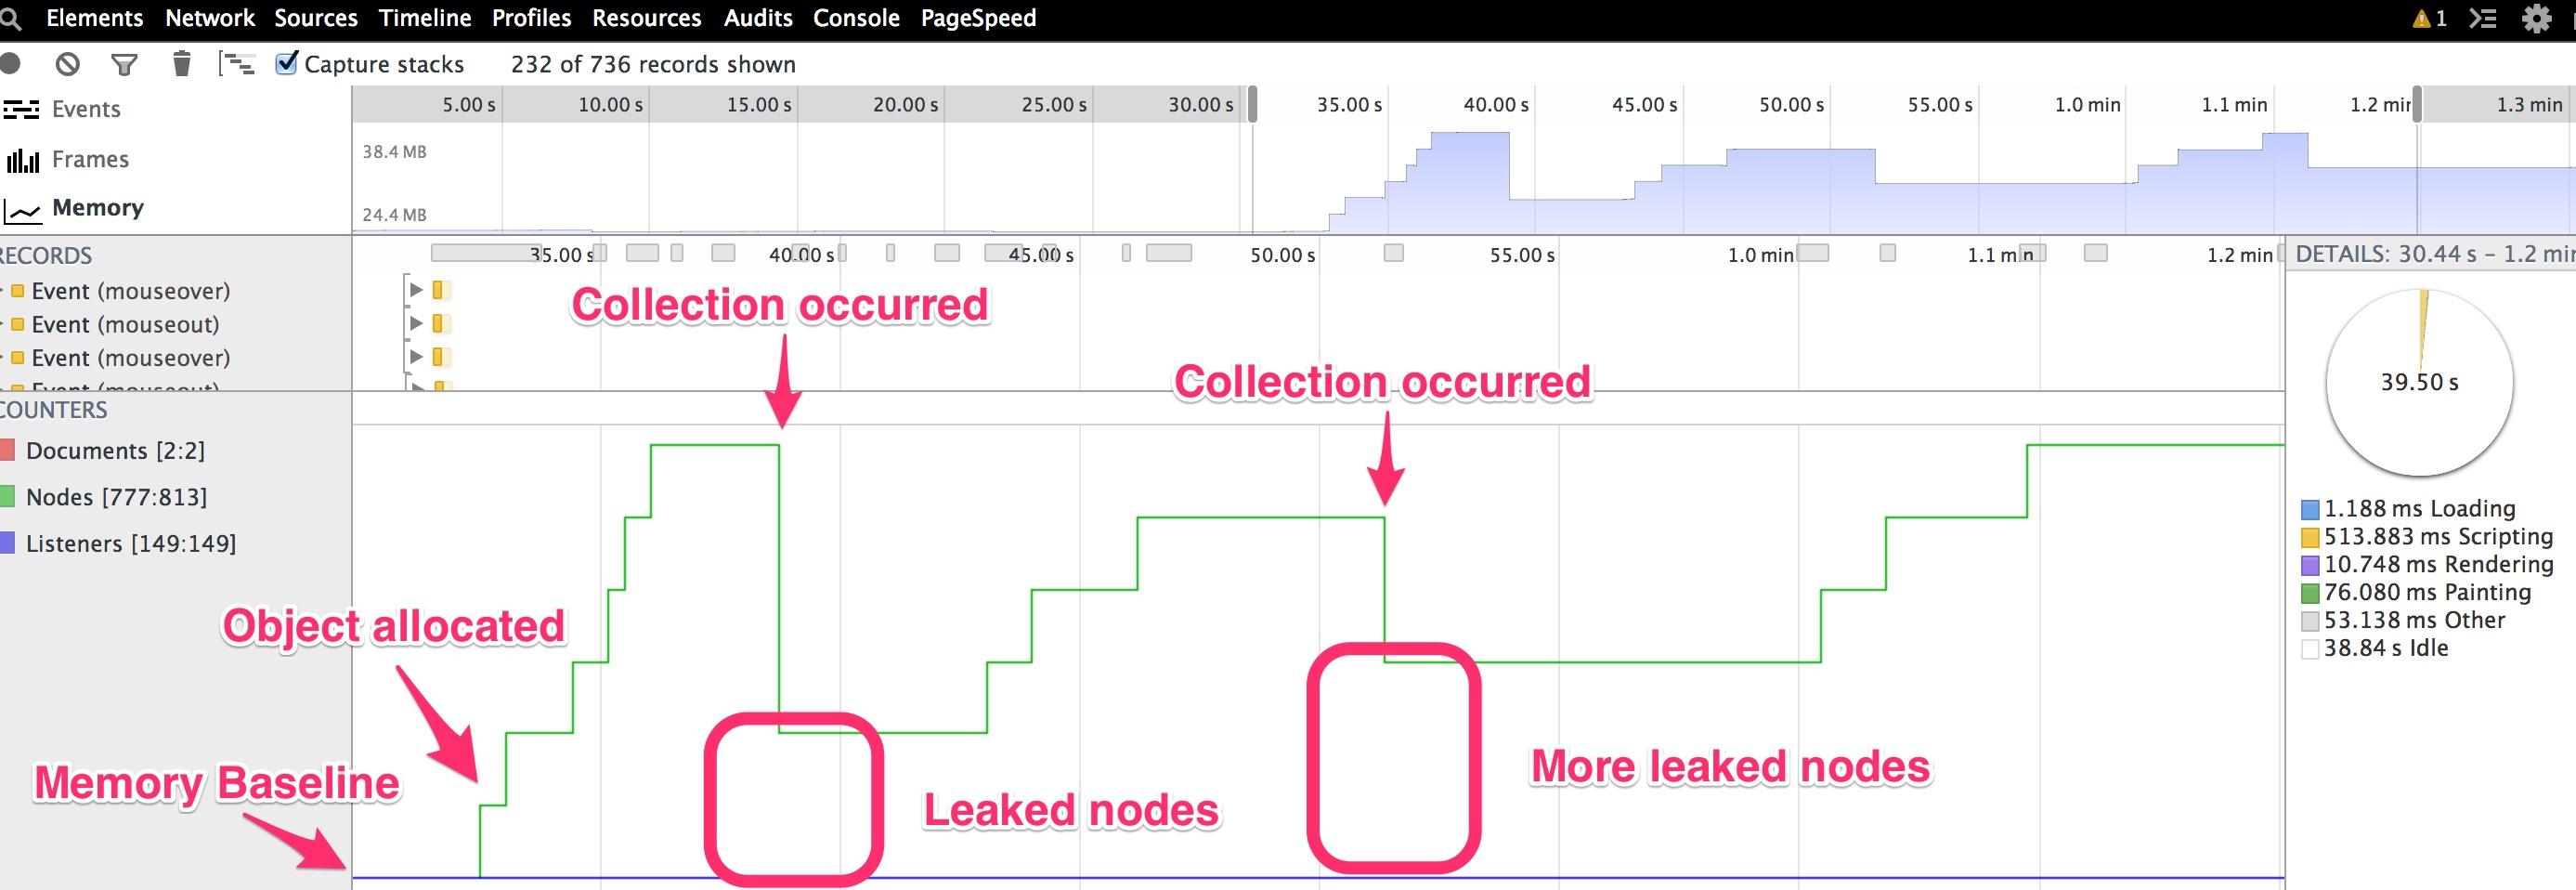 Elements Network Sources Timeline Profiles Resources Audits Console PageSpeed 1
Capture stacks 232 of 736 records shown
Events
Frames
Memory
5.00 s 10.00 s 15.00 s 20.00 s 25.00 s 30.00 s 35.00 s 40.00 s 45.00 s 50.00 s 55.00 s 1.0 min 1.1 min 1.2 min 1.3 min
38.4 MB
24.4 MB
RECORDS
35.00 s 40.00 s 45.00 s 50.00 s 55.00 s 1.0 min 1.1 min 1.2 min
DETAILS: 30.44 s – 1.2 min
Event (mouseover)
Event (mouseout)
Event (mouseover)
Event (mouseout)
Collection occurred
Collection occurred
39.50 s
COUNTERS
Documents [2:2]
Nodes [777:813]
Listeners [149:149]
Object allocated
Memory Baseline
Leaked nodes
More leaked nodes
1.188 ms Loading
513.883 ms Scripting
10.748 ms Rendering
76.080 ms Painting
53.138 ms Other
38.84 s Idle